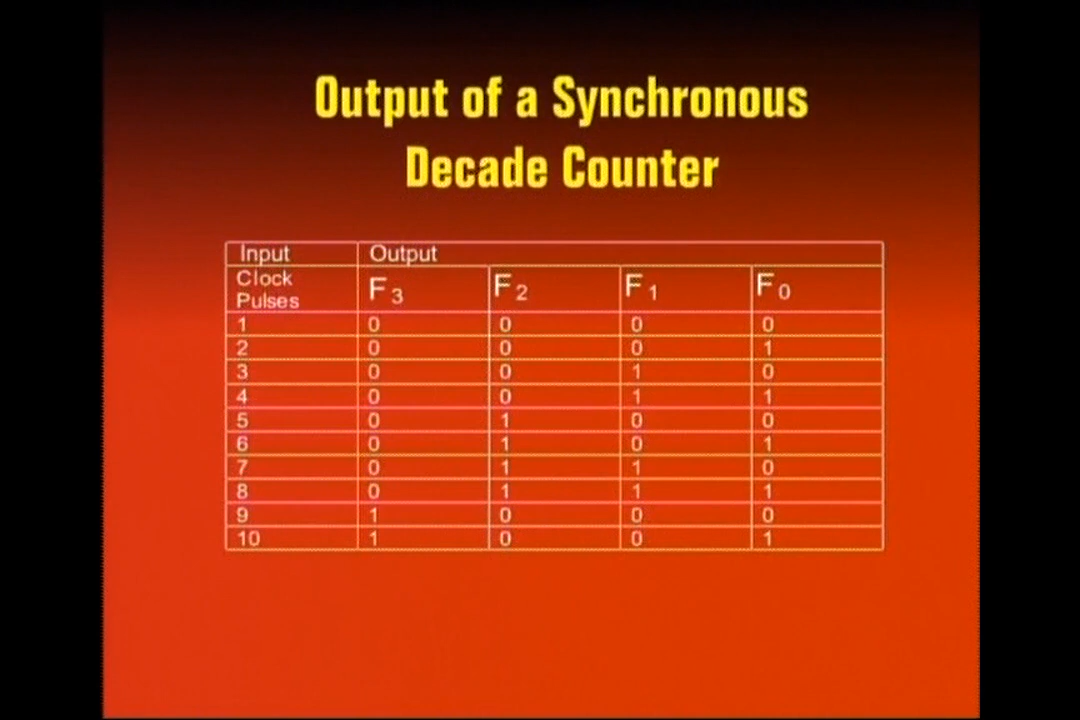 Output of a Synchronous
Decade Counter
Input Output
Clock Pulses F3 F2 F1 F0
1 0 0 0 0
2 0 0 0 1
3 0 0 1 0
4 0 0 1 1
5 0 1 0 0
6 0 1 0 1
7 0 1 1 0
8 0 1 1 1
9 1 0 0 0
10 1 0 0 1